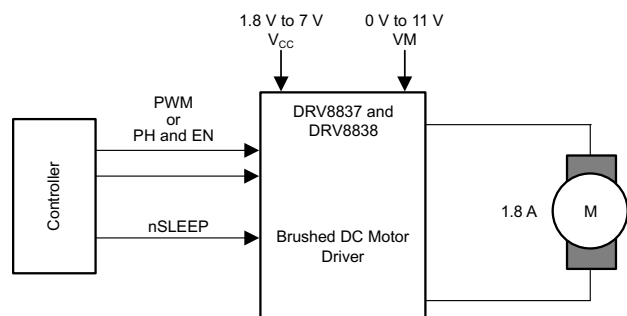 1.8 V to 7 V
VCC
0 V to 11 V
VM
PWM
or
PH and EN
DRV8837 and
DRV8838
Controller
1.8 A
M
nSLEEP
Brushed DC Motor
Driver